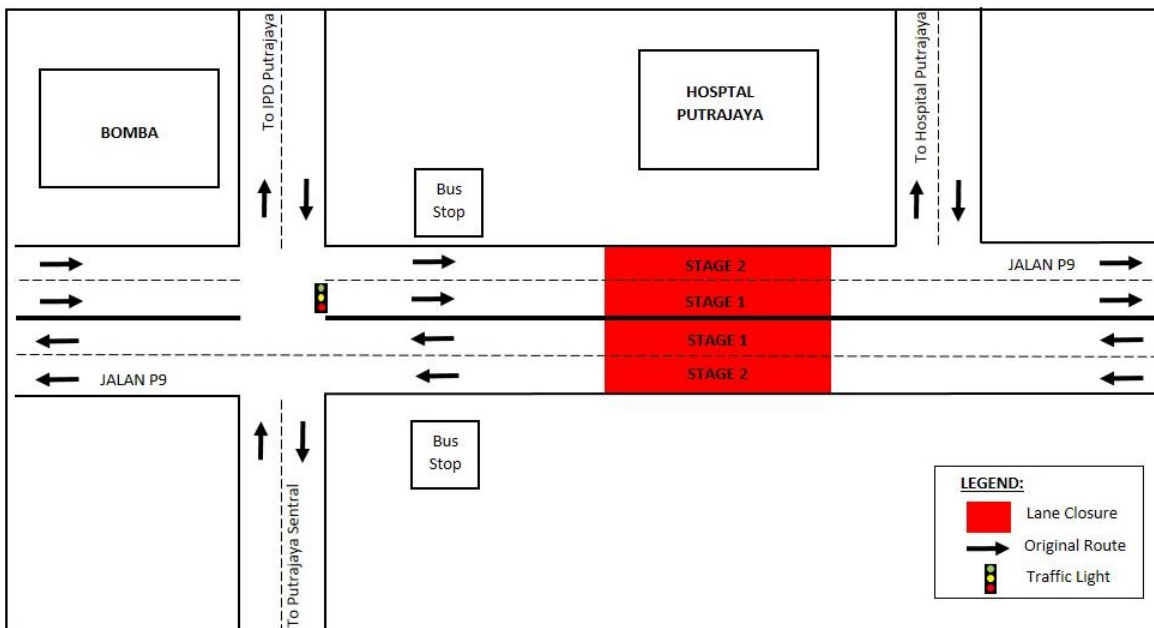 To IPD Putrajaya
To Hospital Putrajaya
BOMBA
HOSPTAL
PUTRAJAYA
Bus
Stop
STAGE 2
JALAN P9
STAGE 1
STAGE 1
JALAN P9
STAGE 2
Bus
Stop
To Putrajaya Sentral
LEGEND:
Lane Closure
Original Route
Traffic Light